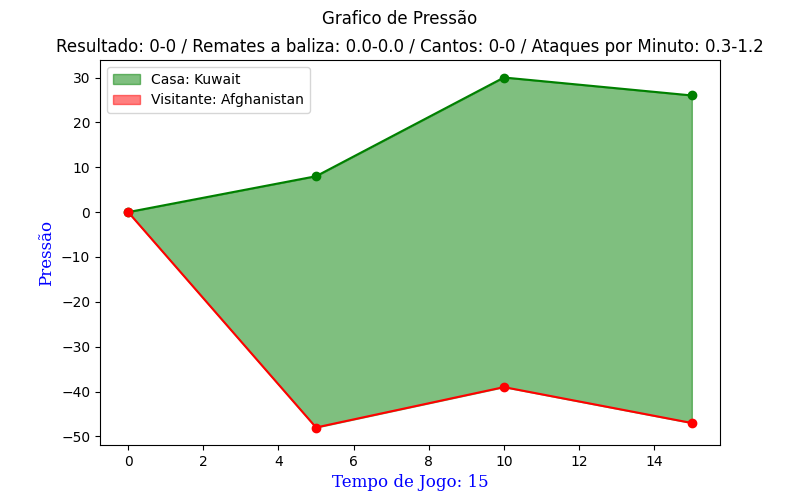 Grafico de Pressão
Resultado: 0-0 / Remates a baliza: 0.0-0.0 / Cantos: 0-0 / Ataques por Minuto: 0.3-1.2
Casa: Kuwait
Visitante: Afghanistan
30
20
10
0
−10
−20
−30
−40
−50
Pressão
0 2 4 6 8 10 12 14
Tempo de Jogo: 15